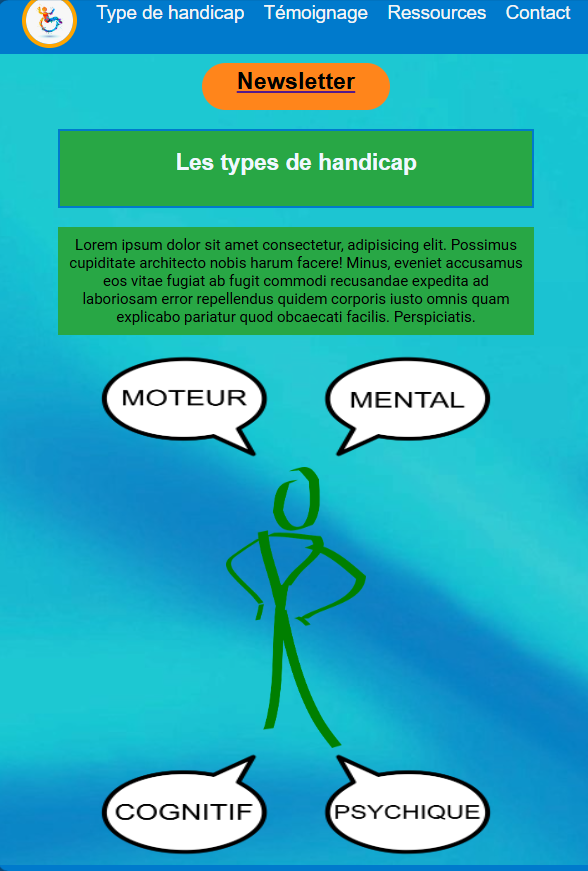 Type de handicap Témoignage Ressources Contact
Newsletter
Les types de handicap
Lorem ipsum dolor sit amet consectetur, adipisicing elit. Possimus
cupiditate architecto nobis harum facere! Minus, eveniet accusamus
eos vitae fugiat ab fugit commodi recusandae expedita ad
laboriosam error repellendus quidem corporis iusto omnis quam
explicabo pariatur quod obcaecati facilis. Perspiciatis.
MOTEUR MENTAL
COGNITIF PSYCHIQUE